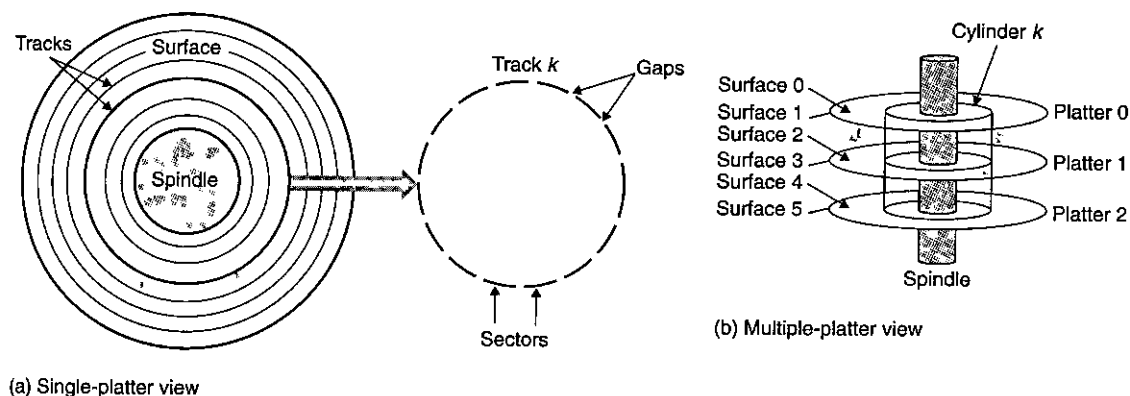 Tracks
Surface
Spindle
Track k
Gaps
Sectors
(a) Single-platter view
Cylinder k
Surface 0
Surface 1
Surface 2
Surface 3
Surface 4
Surface 5
Platter 0
Platter 1
Platter 2
Spindle
(b) Multiple-platter view